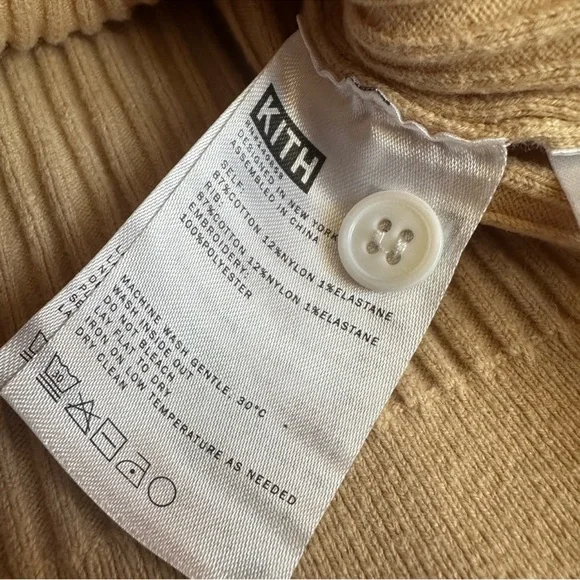 KITH
DESIGNED IN NEW YORK
ASSEMBLED IN CHINA
SELF:
87%COTTON 12%NYLON 1%ELASTANE
RIB:
87%COTTON 12%NYLON 1%ELASTANE
EMBROIDERY:
100%POLYESTER
MACHINE WASH GENTLE, 30°C
WASH INSIDE OUT
DO NOT BLEACH
LAY FLAT TO DRY
IRON ON LOW TEMPERATURE AS NEEDED
DRY CLEAN